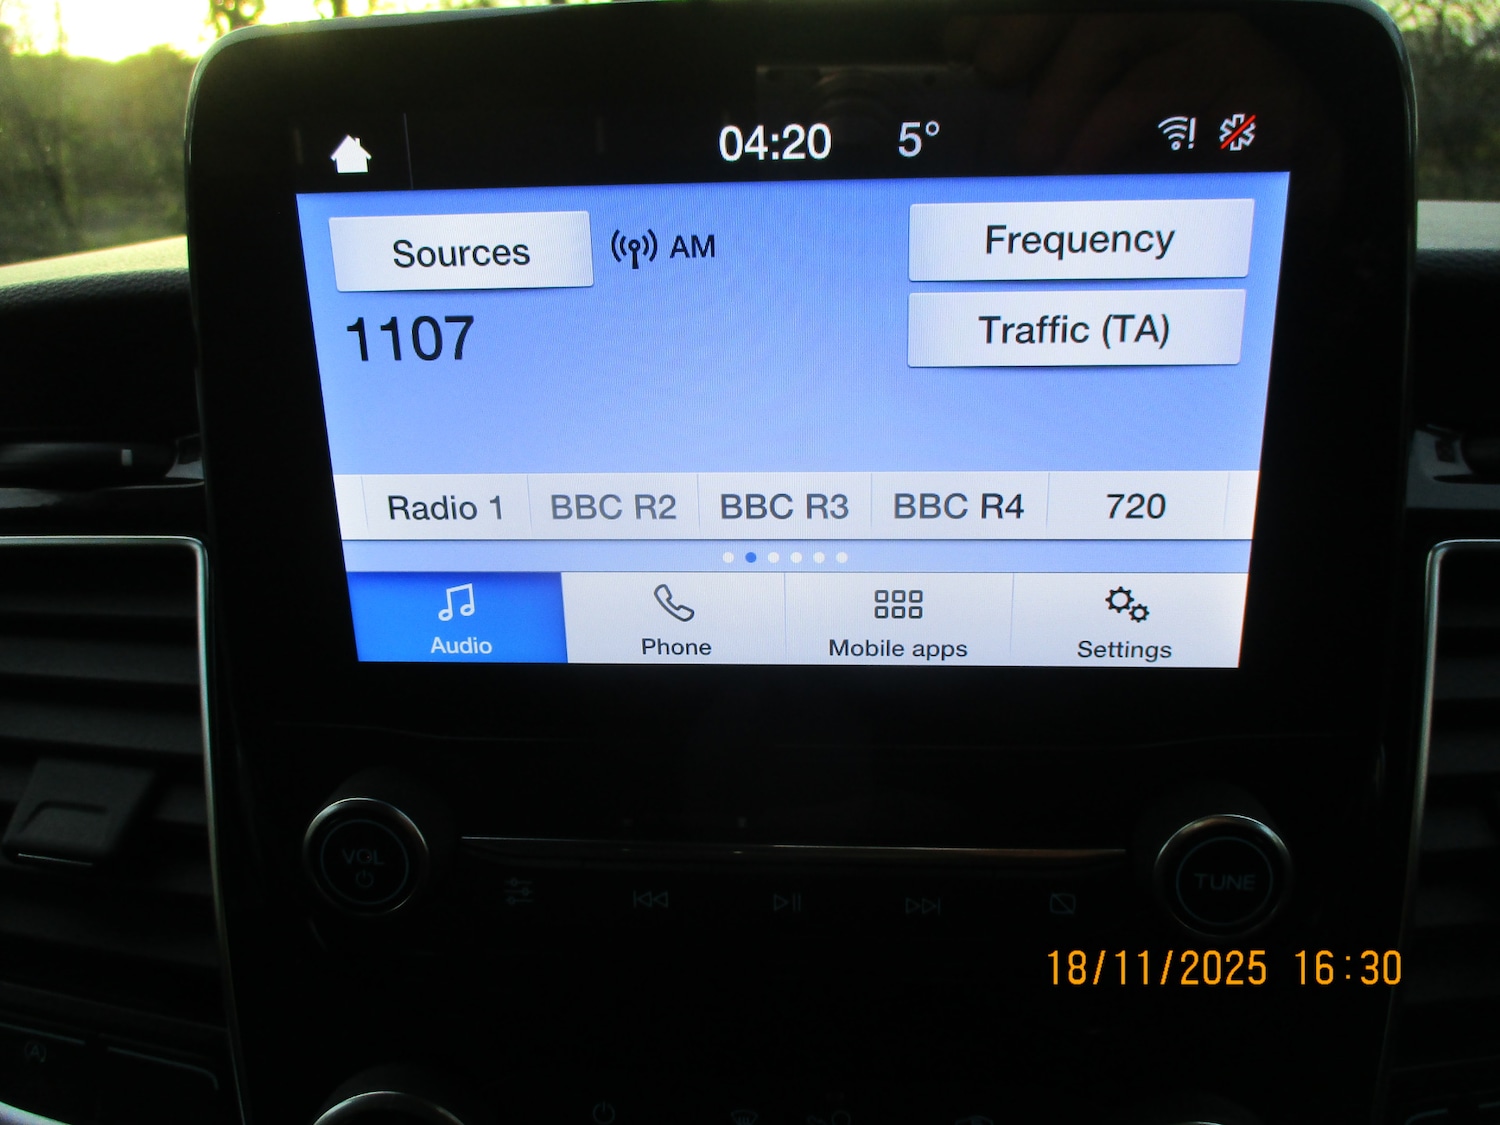 04:20 5°
Sources AM Frequency
1107 Traffic (TA)
Radio 1 BBC R2 BBC R3 BBC R4 720
Audio Phone Mobile apps Settings
VOL
TUNE
18/11/2025 16:30
(A)